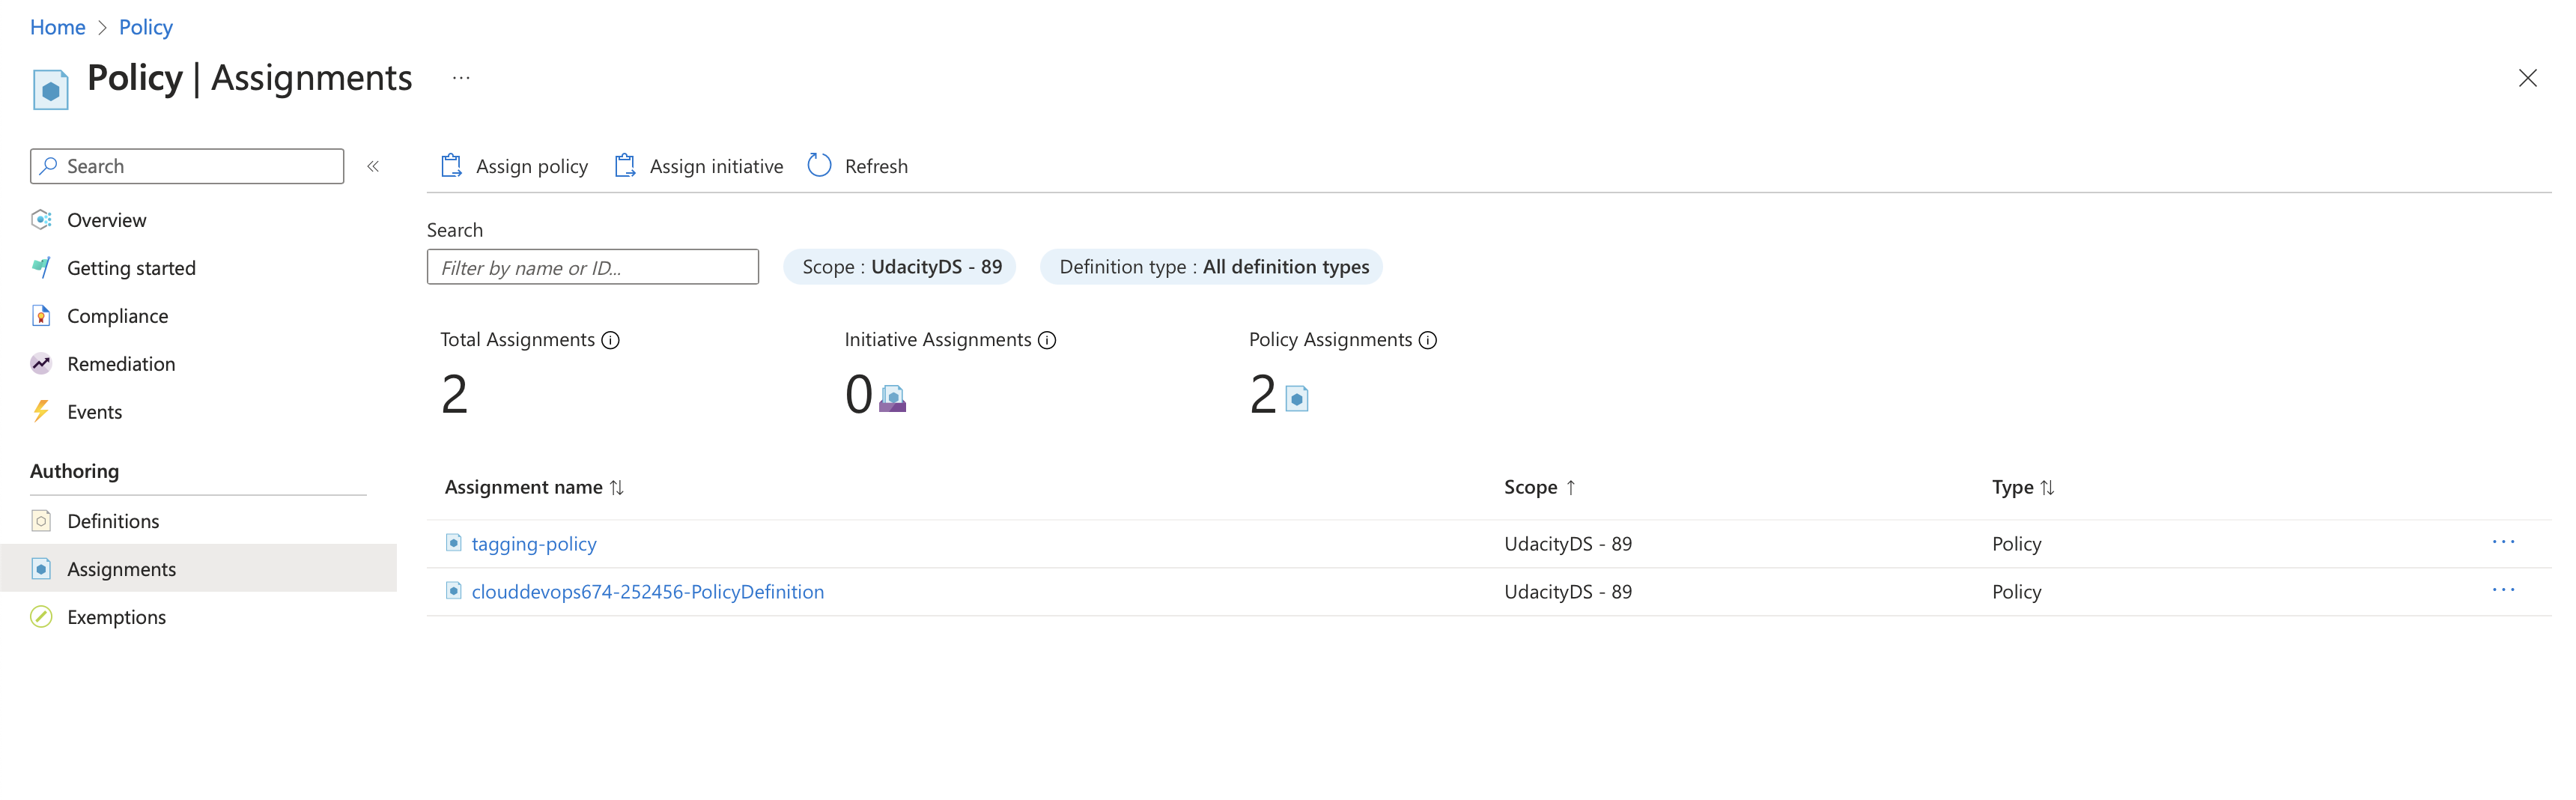 Home > Policy
Policy | Assignments ...
Search «
Overview
Getting started
Compliance
Remediation
Events
Authoring
Definitions
Assignments
Exemptions
Assign policy Assign initiative Refresh
Search
Filter by name or ID... Scope : UdacityDS - 89 Definition type : All definition types
Total Assignments Initiative Assignments Policy Assignments
2 0 2
Assignment name ↑↓ Scope ↑ Type ↑↓
tagging-policy UdacityDS - 89 Policy ...
clouddevops674-252456-PolicyDefinition UdacityDS - 89 Policy ...